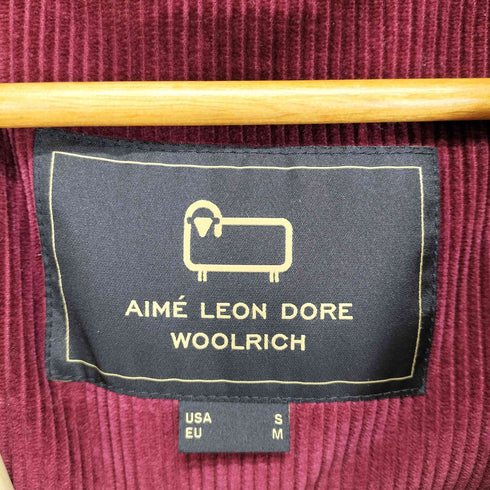 AIMÉ LEON DORE
WOOLRICH
USA S
EU M